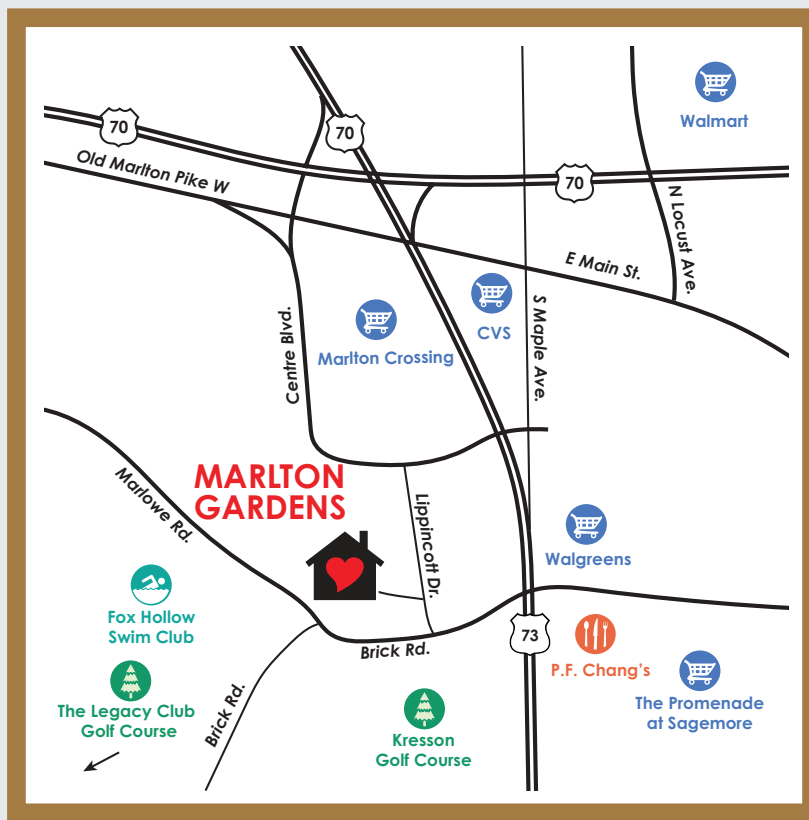 Walmart
70
70
70
Old Marlton Pike W
N Locust Ave.
E Main St.
CVS
S Maple Ave.
Centre Blvd.
Marlton Crossing
MARLTON
GARDENS
Marlowe Rd.
Lippincott Dr.
Walgreens
Fox Hollow
Swim Club
73
Brick Rd.
P.F. Chang's
The Legacy Club
Golf Course
Brick Rd.
Kresson
Golf Course
The Promenade
at Sagemore